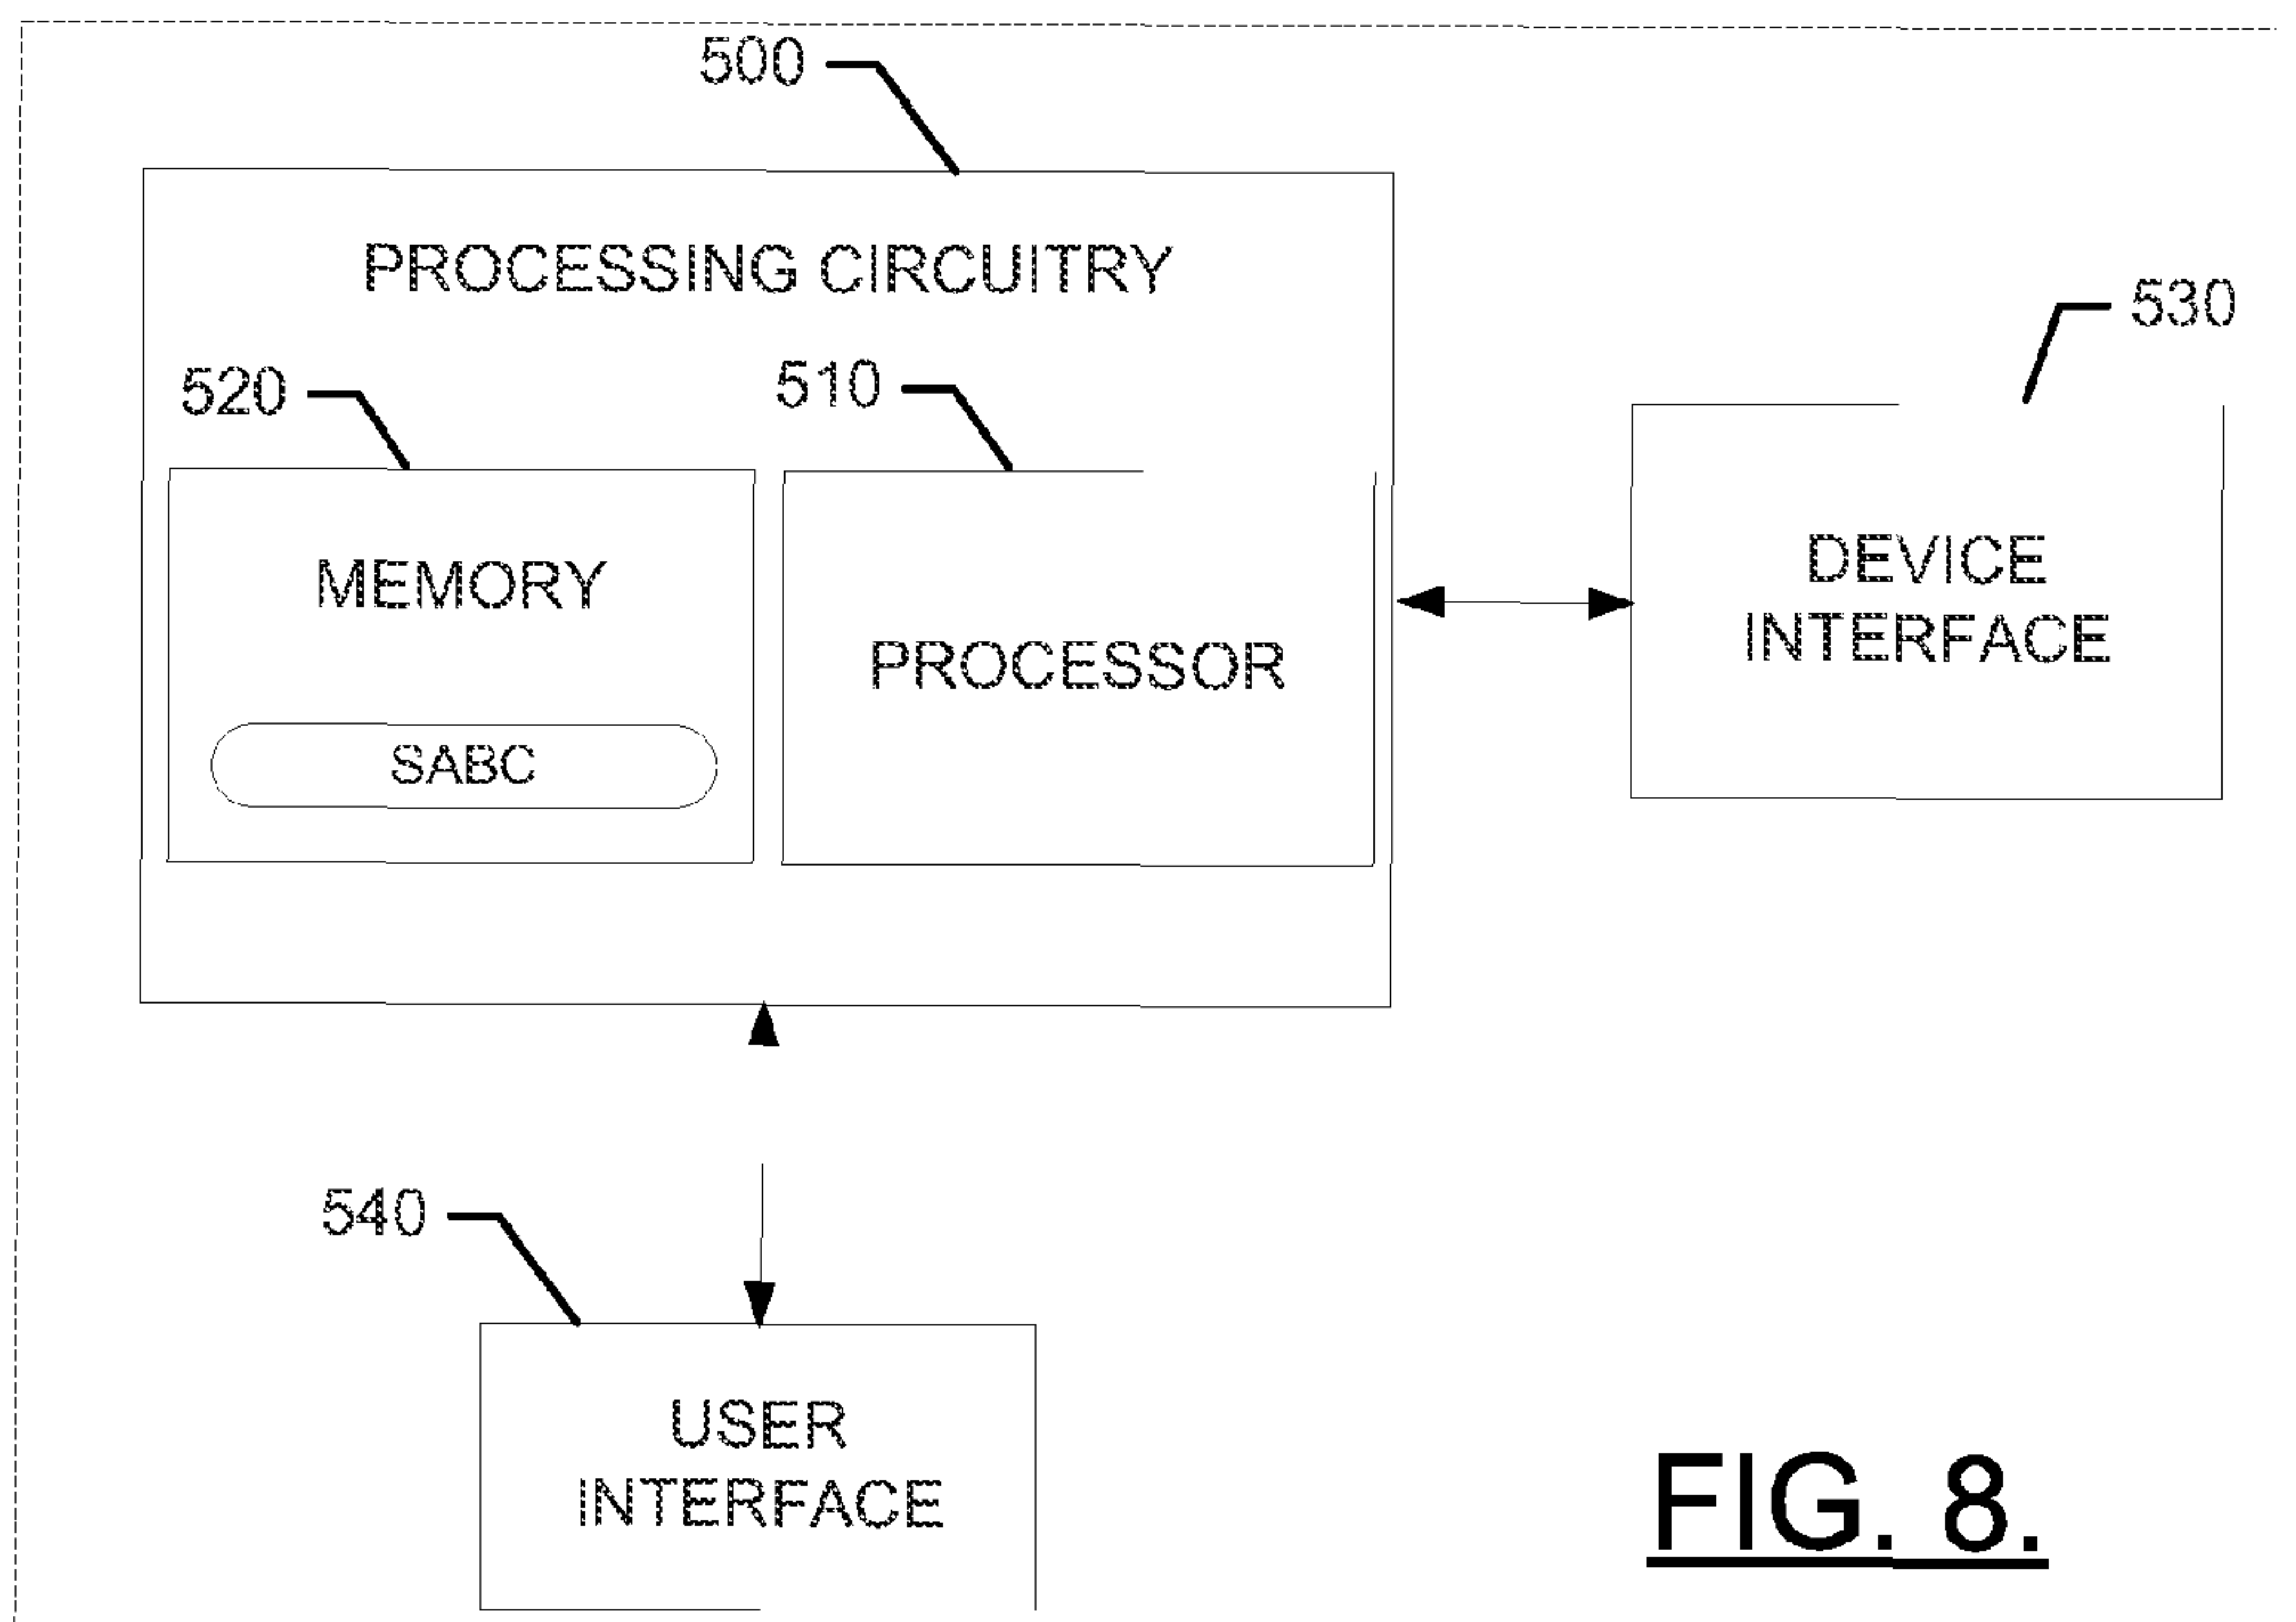 500
PROCESSING CIRCUITRY
530
520
510
MEMORY
PROCESSOR
SABC
DEVICE
INTERFACE
540
USER
INTERFACE
FIG. 8.